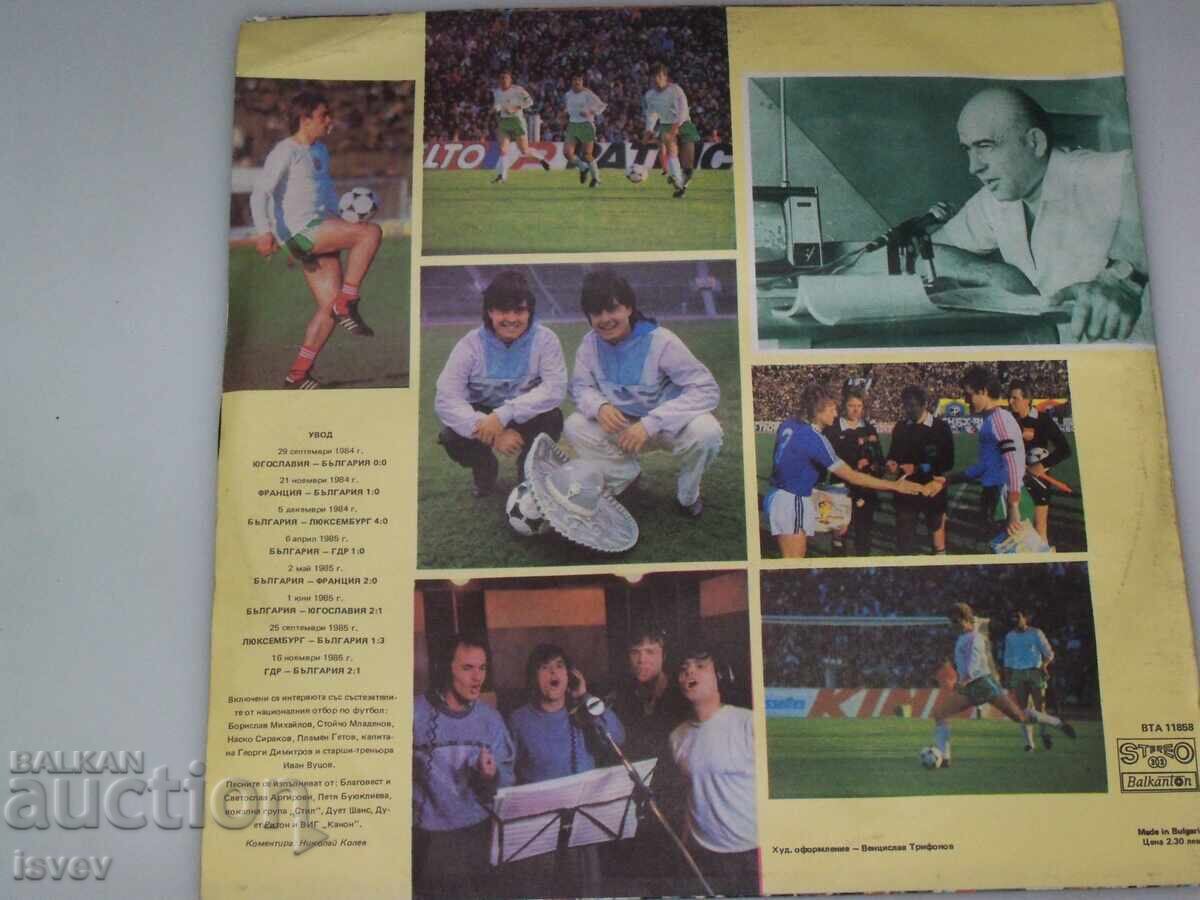 УВОД
29 септември 1984 г.
ЮГОСЛАВИЯ — БЪЛГАРИЯ 0:0
21 ноември 1984 г.
ФРАНЦИЯ — БЪЛГАРИЯ 1:0
5 декември 1984 г.
БЪЛГАРИЯ — ЛЮКСЕМБУРГ 4:0
6 април 1985 г.
БЪЛГАРИЯ — ГДР 1:0
2 май 1985 г.
БЪЛГАРИЯ — ФРАНЦИЯ 2:0
1 юни 1985 г.
БЪЛГАРИЯ — ЮГОСЛАВИЯ 2:1
25 септември 1985 г.
ЛЮКСЕМБУРГ — БЪЛГАРИЯ 1:3
16 ноември 1985 г.
ГДР — БЪЛГАРИЯ 2:1
Включени са интервюта със състезатели-
те от националния отбор по футбол:
Борислав Михайлов, Стойчо Младенов,
Наско Сираков, Пламен Гетов, капита-
на Георги Димитров и старши-треньора
Иван Вуцов.
Песните се изпълняват от: Благовест и
Светослав Аргирови, Петя Буюклиева,
вокална група „Стил", Дует Шанс, Ду-
ет Ритон и ВИГ „Канон".
Коментира: Николай Колев
ALTO
KIN
7
Худ. оформление — Венцислав Трифонов
ВТА 11858
STEREO
33
Balkanton
Made in Bulgari
Цена 2.30 лев
BALKAN
auction
isvev